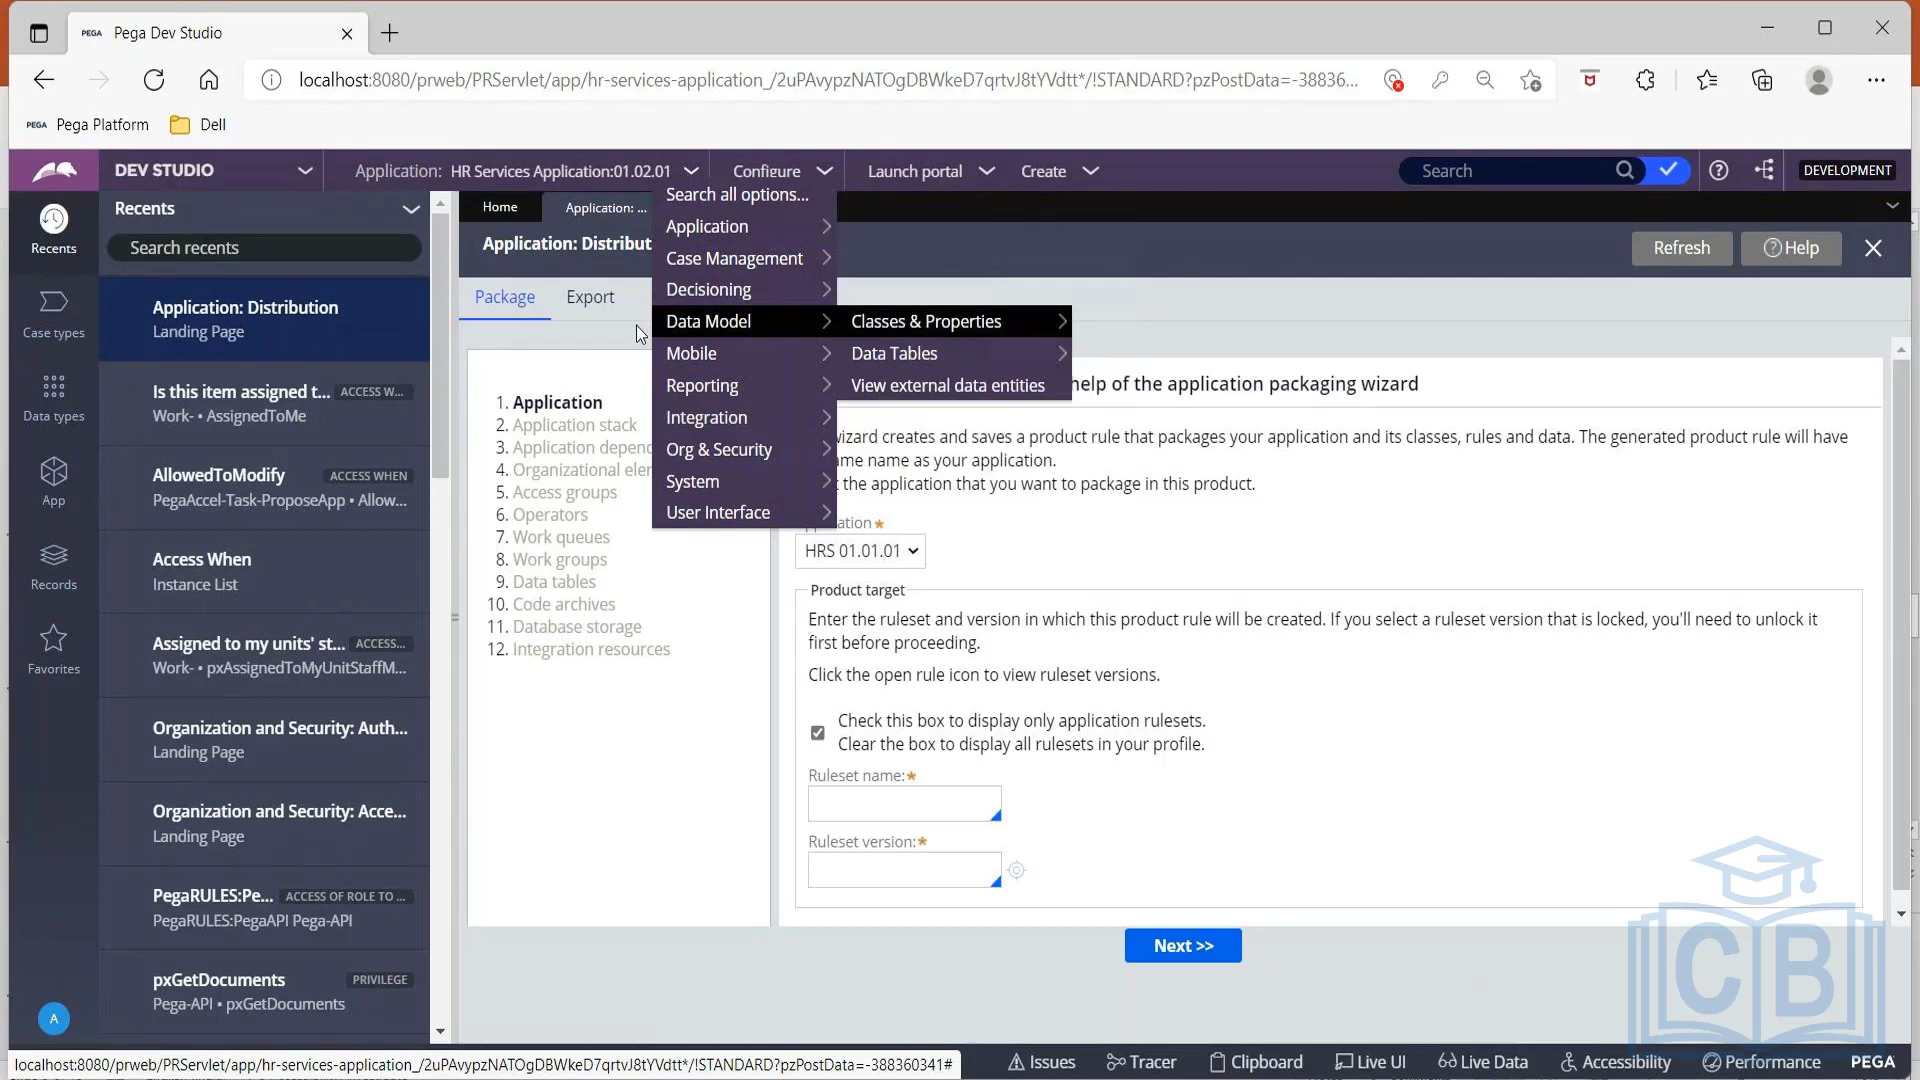 PEGA Pega Dev Studio
localhost:8080/prweb/PRServlet/app/hr-services-application_/2uPAvypzNATOgDBWkeD7qrtvJ8tYVdtt*/!STANDARD?pzPostData=-38836...
PEGA Pega Platform Dell
DEV STUDIO Application: HR Services Application:01.02.01 Configure Launch portal Create Search DEVELOPMENT
Recents
Case types
Data types
App
Records
Favorites
A
Recents
Search recents
Application: Distribution
Landing Page
Is this item assigned t... ACCESS W...
Work- • AssignedToMe
AllowedToModify ACCESS WHEN
PegaAccel-Task-ProposeApp • Allow...
Access When
Instance List
Assigned to my units' st... ACCESS...
Work- • pxAssignedToMyUnitStaffM...
Organization and Security: Auth...
Landing Page
Organization and Security: Acce...
Landing Page
PegaRULES:Pe... ACCESS OF ROLE TO ...
PegaRULES:PegaAPI Pega-API
pxGetDocuments PRIVILEGE
Pega-API • pxGetDocuments
Home Application: ...
Application: Distribut
Refresh Help
Package Export
Search all options...
Application
Case Management
Decisioning
Data Model
Mobile
Reporting
Integration
Org & Security
System
User Interface
Classes & Properties
Data Tables
View external data entities
1. Application
2. Application stack
3. Application depend
4. Organizational eler
5. Access groups
6. Operators
7. Work queues
8. Work groups
9. Data tables
10. Code archives
11. Database storage
12. Integration resources
help of the application packaging wizard
wizard creates and saves a product rule that packages your application and its classes, rules and data. The generated product rule will have
ame name as your application.
t the application that you want to package in this product.
ation*
HRS 01.01.01
Product target
Enter the ruleset and version in which this product rule will be created. If you select a ruleset version that is locked, you'll need to unlock it
first before proceeding.
Click the open rule icon to view ruleset versions.
Check this box to display only application rulesets.
Clear the box to display all rulesets in your profile.
Ruleset name:*
Ruleset version:*
Next >>
CB
localhost:8080/prweb/PRServlet/app/hr-services-application_/2uPAvypzNATOgDBWkeD7qrtvJ8tYVdtt*/!STANDARD?pzPostData=-388360341#
Issues Tracer Clipboard Live UI Live Data Accessibility Performance PEGA